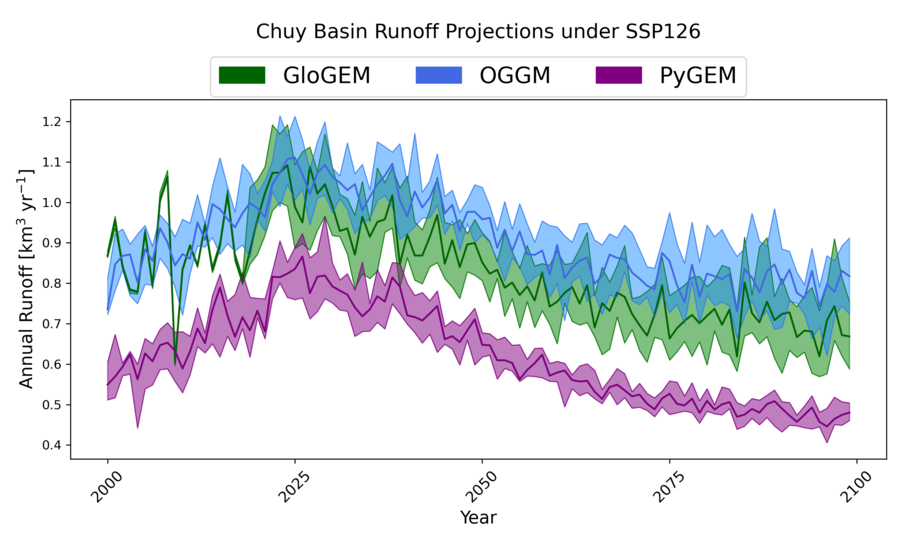 Chuy Basin Runoff Projections under SSP126
GloGEM OGGM PyGEM
Annual Runoff [km³ yr⁻¹]
1.2
1.1
1.0
0.9
0.8
0.7
0.6
0.5
0.4
2000 2025 2050 2075 2100
Year